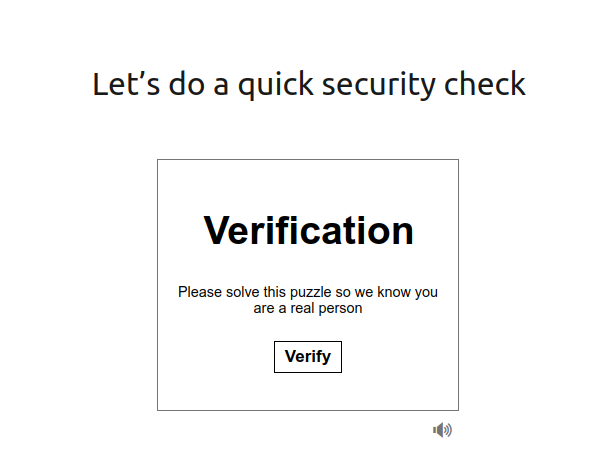 Let’s do a quick security check
Verification
Please solve this puzzle so we know you
are a real person
Verify